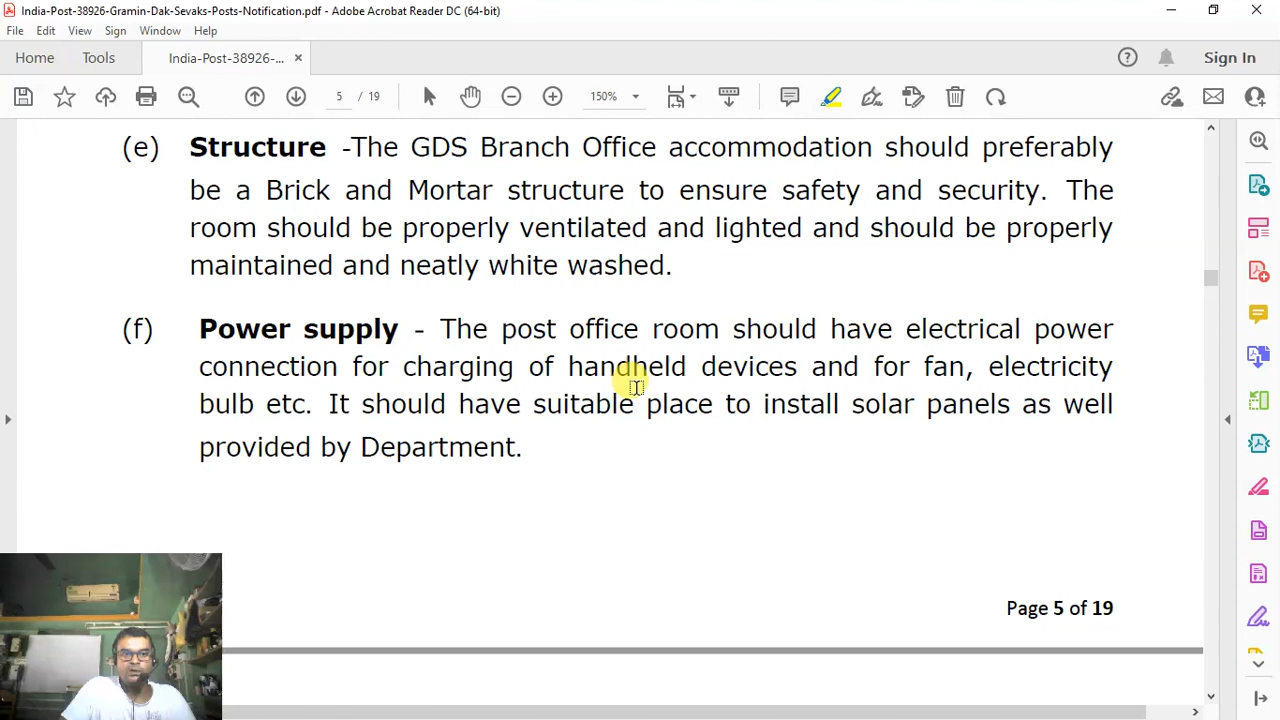 India-Post-38926-Gramin-Dak-Sevaks-Posts-Notification.pdf - Adobe Acrobat Reader DC (64-bit)
File Edit View Sign Window Help
Home Tools India-Post-38926-... × Sign In
5 / 19 150%
(e) Structure -The GDS Branch Office accommodation should preferably
be a Brick and Mortar structure to ensure safety and security. The
room should be properly ventilated and lighted and should be properly
maintained and neatly white washed.
(f) Power supply - The post office room should have electrical power
connection for charging of handheld devices and for fan, electricity
bulb etc. It should have suitable place to install solar panels as well
provided by Department.
Page 5 of 19